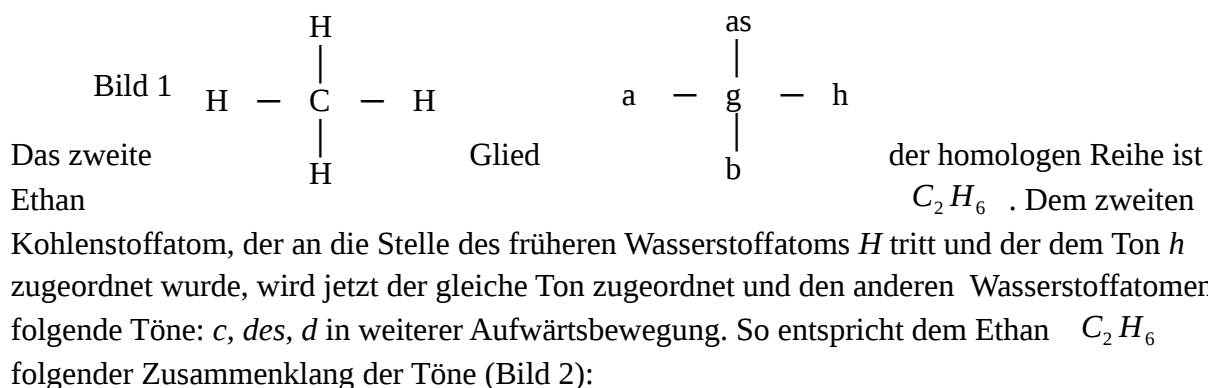 H as
Bild 1 H — C — H a — g — h
Das zweite Glied der homologen Reihe ist
H b
Ethan C₂H₆ . Dem zweiten
Kohlenstoffatom, der an die Stelle des früheren Wasserstoffatoms H tritt und der dem Ton h
zugeordnet wurde, wird jetzt der gleiche Ton zugeordnet und den anderen Wasserstoffatomen
folgende Töne: c, des, d in weiterer Aufwärtsbewegung. So entspricht dem Ethan C₂H₆
folgender Zusammenklang der Töne (Bild 2):